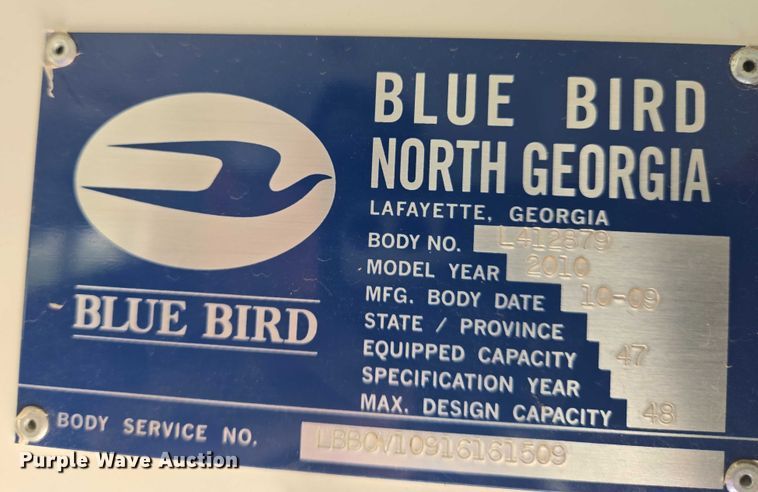 BLUE BIRD
NORTH GEORGIA
LAFAYETTE, GEORGIA
BODY NO. L412879
MODEL YEAR 2010
MFG. BODY DATE 10-09
STATE / PROVINCE
EQUIPPED CAPACITY 47
SPECIFICATION YEAR
MAX. DESIGN CAPACITY 48
BLUE BIRD
BODY SERVICE NO. LBBCV10916161509
Purple Wave Auction